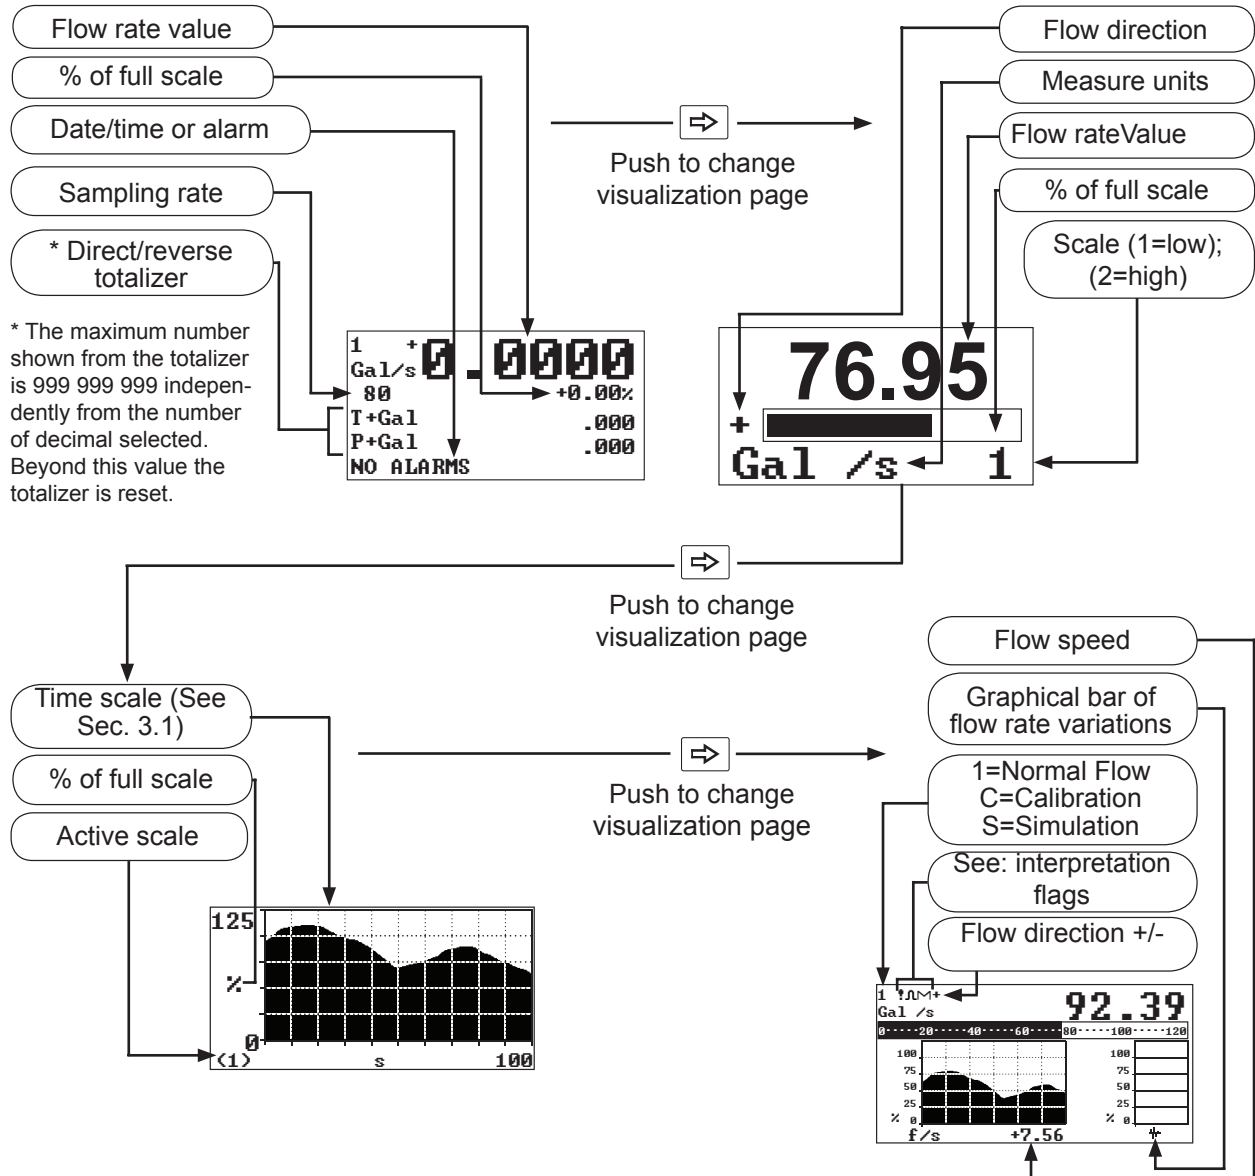 Flow rate value
% of full scale
Date/time or alarm
Sampling rate
* Direct/reverse
totalizer
* The maximum number
shown from the totalizer
is 999 999 999 indepen-
dently from the number
of decimal selected.
Beyond this value the
totalizer is reset.
1 +
Gal/s 0.0000
80 +0.00%
T+Gal .000
P+Gal .000
NO ALARMS
Push to change
visualization page
Flow direction
Measure units
Flow rateValue
% of full scale
Scale (1=low);
(2=high)
76.95
+
Gal /s 1
Push to change
visualization page
Time scale (See
Sec. 3.1)
% of full scale
Active scale
125
%
0
(1) s 100
Push to change
visualization page
Flow speed
Graphical bar of
flow rate variations
1=Normal Flow
C=Calibration
S=Simulation
See: interpretation
flags
Flow direction +/-
1 !ΠM+
Gal /s 92.39
0·····20·····40·····60·····80·····100·····120
100 100
75 75
50 50
25 25
% 0 % 0
f/s +7.56